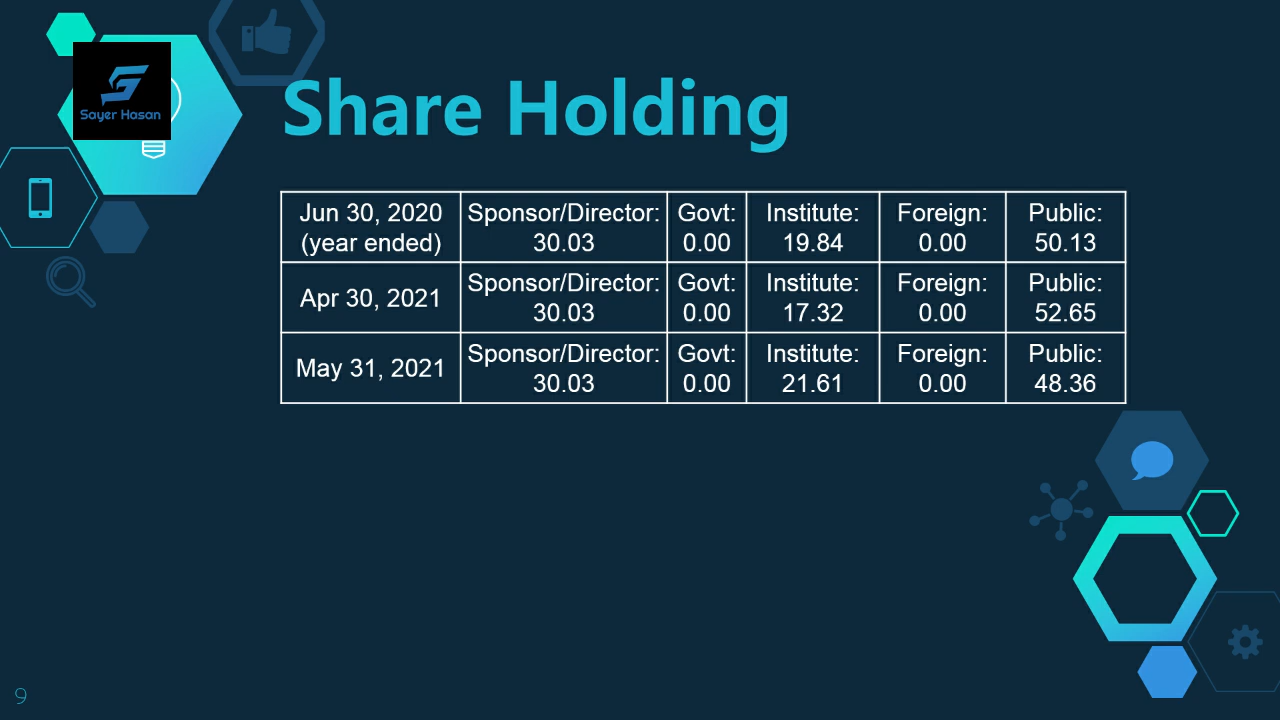 Sayer Hasan
Share Holding
Jun 30, 2020
(year ended)
Sponsor/Director:
30.03
Govt:
0.00
Institute:
19.84
Foreign:
0.00
Public:
50.13
Apr 30, 2021
Sponsor/Director:
30.03
Govt:
0.00
Institute:
17.32
Foreign:
0.00
Public:
52.65
May 31, 2021
Sponsor/Director:
30.03
Govt:
0.00
Institute:
21.61
Foreign:
0.00
Public:
48.36
9